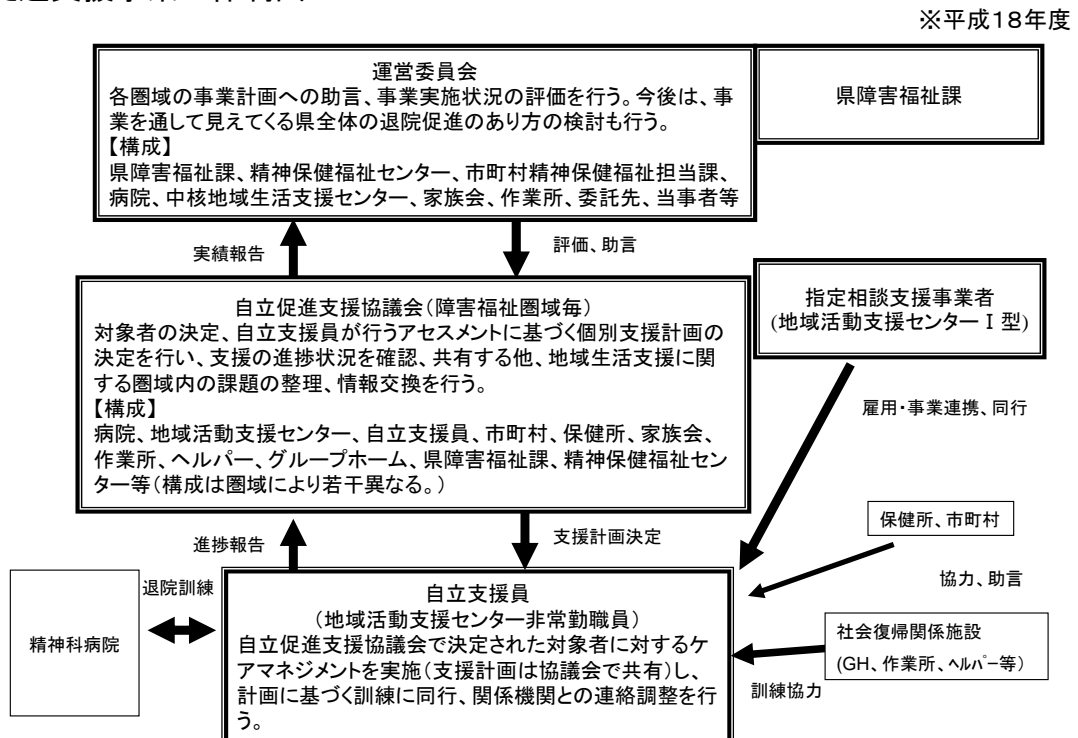 ※平成18年度
運営委員会
各圏域の事業計画への助言、事業実施状況の評価を行う。今後は、事
業を通して見えてくる県全体の退院促進のあり方の検討も行う。
【構成】
県障害福祉課、精神保健福祉センター、市町村精神保健福祉担当課、
病院、中核地域生活支援センター、家族会、作業所、委託先、当事者等
県障害福祉課
実績報告
評価、助言
自立促進支援協議会（障害福祉圏域毎）
対象者の決定、自立支援員が行うアセスメントに基づく個別支援計画の
決定を行い、支援の進捗状況を確認、共有する他、地域生活支援に関
する圏域内の課題の整理、情報交換を行う。
【構成】
病院、地域活動支援センター、自立支援員、市町村、保健所、家族会、
作業所、ヘルパー、グループホーム、県障害福祉課、精神保健福祉セン
ター等（構成は圏域により若干異なる。）
指定相談支援事業者
(地域活動支援センターⅠ型)
雇用・事業連携、同行
進捗報告
支援計画決定
保健所、市町村
協力、助言
退院訓練
精神科病院
自立支援員
（地域活動支援センター非常勤職員）
自立促進支援協議会で決定された対象者に対するケ
アマネジメントを実施（支援計画は協議会で共有）し、
計画に基づく訓練に同行、関係機関との連絡調整を行
う。
社会復帰関係施設
(GH、作業所、ﾍﾙﾊﾟｰ等）
訓練協力